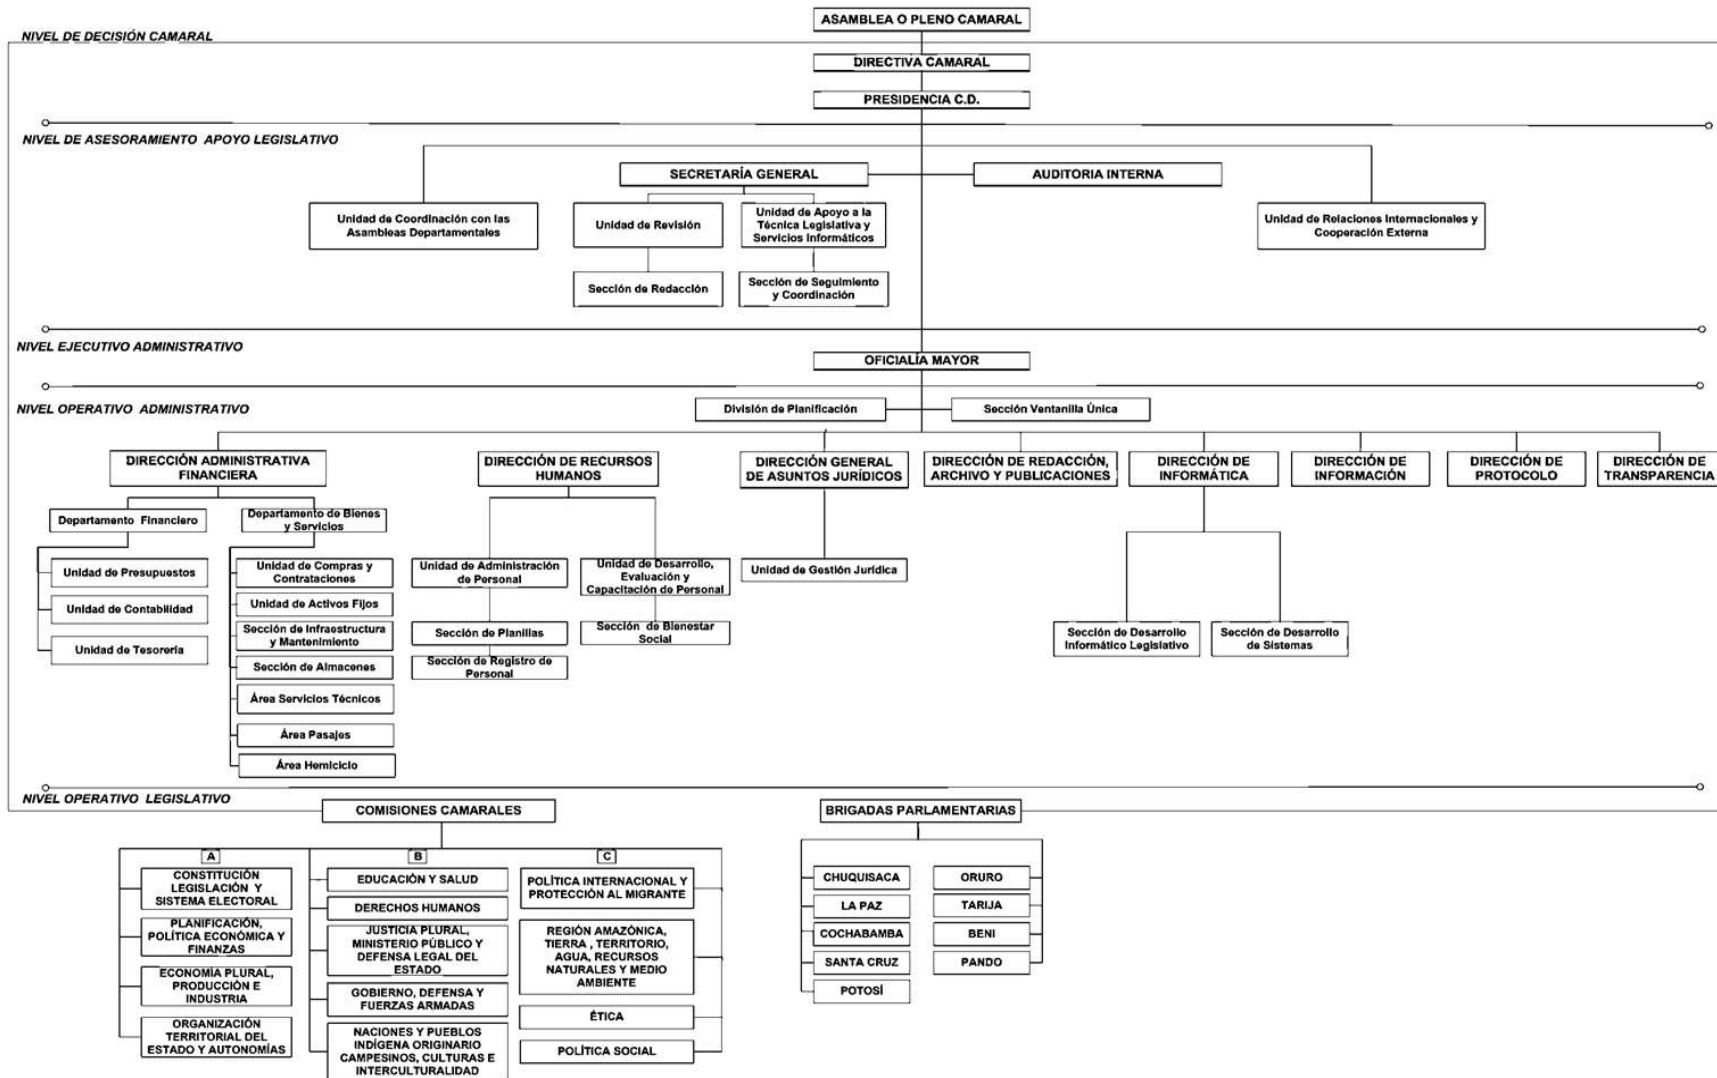 ASAMBLEA O PLENO CAMARAL
NIVEL DE DECISIÓN CAMARAL
DIRECTIVA CAMARAL
PRESIDENCIA C.D.
NIVEL DE ASESORAMIENTO APOYO LEGISLATIVO
SECRETARÍA GENERAL
AUDITORIA INTERNA
Unidad de Coordinación con las
Asambleas Departamentales
Unidad de Revisión
Unidad de Apoyo a la
Técnica Legislativa y
Servicios Informáticos
Unidad de Relaciones Internacionales y
Cooperación Externa
Sección de Redacción
Sección de Seguimiento
y Coordinación
NIVEL EJECUTIVO ADMINISTRATIVO
OFICIALÍA MAYOR
NIVEL OPERATIVO ADMINISTRATIVO
División de Planificación
Sección Ventanilla Única
DIRECCIÓN ADMINISTRATIVA
FINANCIERA
DIRECCIÓN DE RECURSOS
HUMANOS
DIRECCIÓN GENERAL
DE ASUNTOS JURÍDICOS
DIRECCIÓN DE REDACCIÓN,
ARCHIVO Y PUBLICACIONES
DIRECCIÓN DE
INFORMÁTICA
DIRECCIÓN DE
INFORMACIÓN
DIRECCIÓN DE
PROTOCOLO
DIRECCIÓN DE
TRANSPARENCIA
Departamento Financiero
Departamento de Bienes
y Servicios
Unidad de Presupuestos
Unidad de Contabilidad
Unidad de Tesorería
Unidad de Compras y
Contrataciones
Unidad de Activos Fijos
Sección de Infraestructura
y Mantenimiento
Sección de Almacenes
Área Servicios Técnicos
Área Pasajes
Área Hemiciclo
Unidad de Administración
de Personal
Sección de Planillas
Sección de Registro de
Personal
Unidad de Desarrollo,
Evaluación y
Capacitación de Personal
Sección de Bienestar
Social
Unidad de Gestión Jurídica
Sección de Desarrollo
Informático Legislativo
Sección de Desarrollo
de Sistemas
NIVEL OPERATIVO LEGISLATIVO
COMISIONES CAMARALES
BRIGADAS PARLAMENTARIAS
A
CONSTITUCIÓN
LEGISLACIÓN Y
SISTEMA ELECTORAL
PLANIFICACIÓN,
POLÍTICA ECONÓMICA Y
FINANZAS
ECONOMÍA PLURAL,
PRODUCCIÓN E
INDUSTRIA
ORGANIZACIÓN
TERRITORIAL DEL
ESTADO Y AUTONOMÍAS
B
EDUCACIÓN Y SALUD
DERECHOS HUMANOS
JUSTICIA PLURAL,
MINISTERIO PÚBLICO Y
DEFENSA LEGAL DEL
ESTADO
GOBIERNO, DEFENSA Y
FUERZAS ARMADAS
NACIONES Y PUEBLOS
INDÍGENA ORIGINARIO
CAMPESINOS, CULTURAS E
INTERCULTURALIDAD
C
POLÍTICA INTERNACIONAL Y
PROTECCIÓN AL MIGRANTE
REGIÓN AMAZÓNICA,
TIERRA , TERRITORIO,
AGUA, RECURSOS
NATURALES Y MEDIO
AMBIENTE
ÉTICA
POLÍTICA SOCIAL
CHUQUISACA
LA PAZ
COCHABAMBA
SANTA CRUZ
POTOSÍ
ORURO
TARIJA
BENI
PANDO